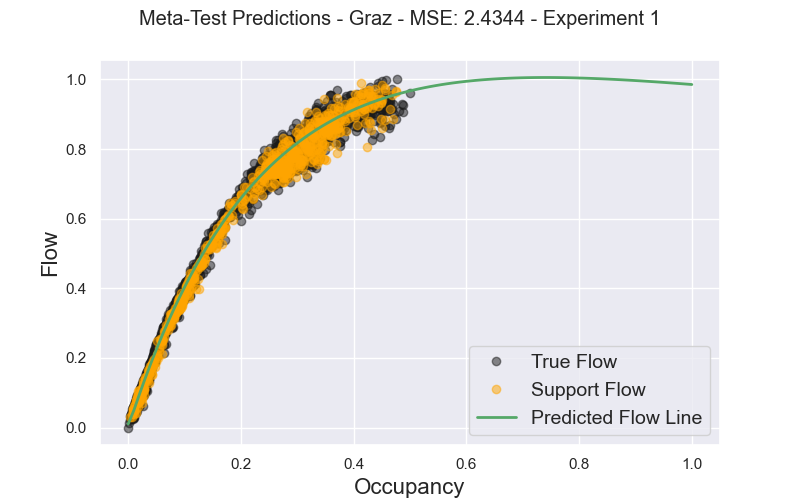 Meta-Test Predictions - Graz - MSE: 2.4344 - Experiment 1
1.0
0.8
0.6
0.4
0.2
0.0
Flow
True Flow
Support Flow
Predicted Flow Line
0.0 0.2 0.4 0.6 0.8 1.0
Occupancy